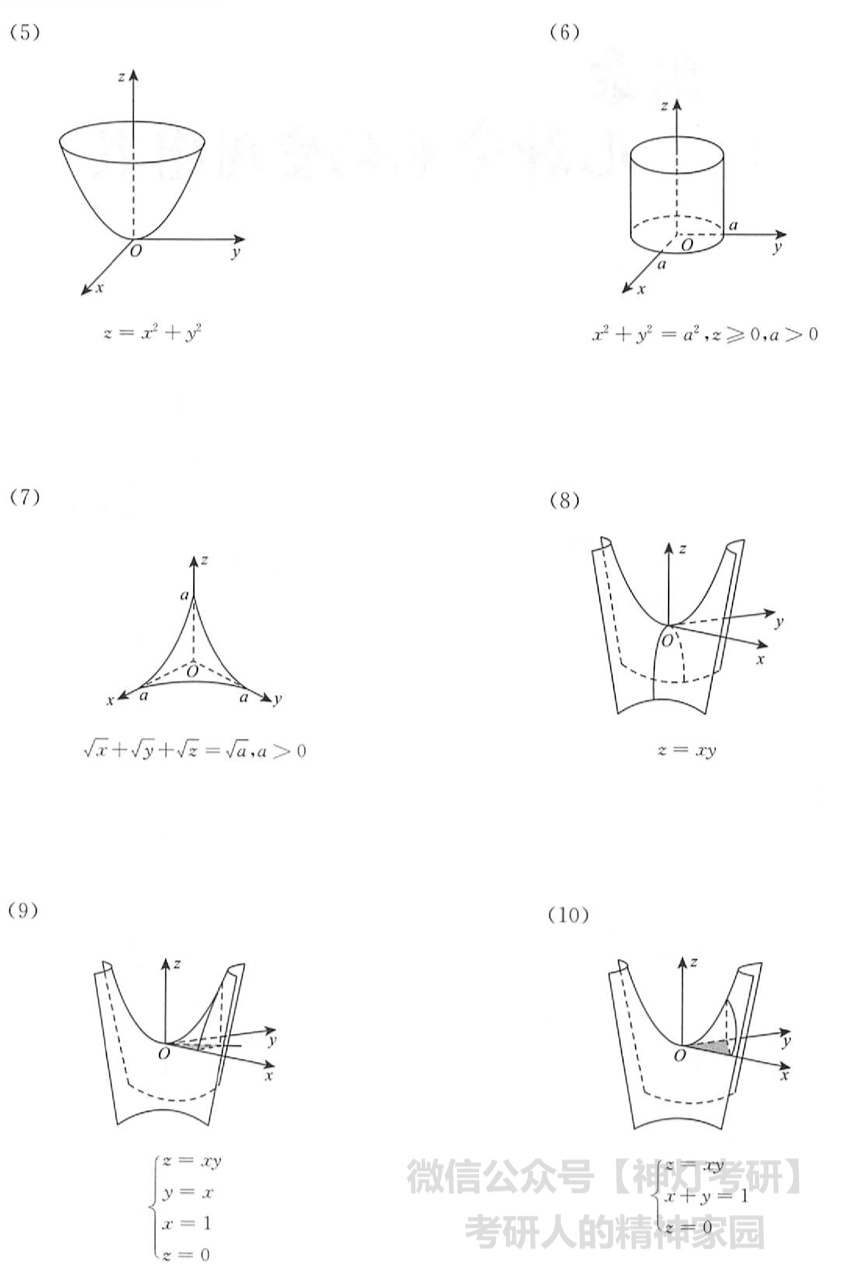 (5)
(6)
z
O
y
x
z = x² + y²
z
a
O
y
a
x
x² + y² = a², z ⩾ 0, a > 0
(7)
(8)
z
a
O
x
a
a
y
√x + √y + √z = √a, a > 0
z
y
O
x
z = xy
(9)
(10)
z
y
O
x
z = xy
y = x
x = 1
z = 0
z
y
O
x
z = xy
x + y = 1
z = 0
微信公众号【神灯考研】
考研人的精神家园